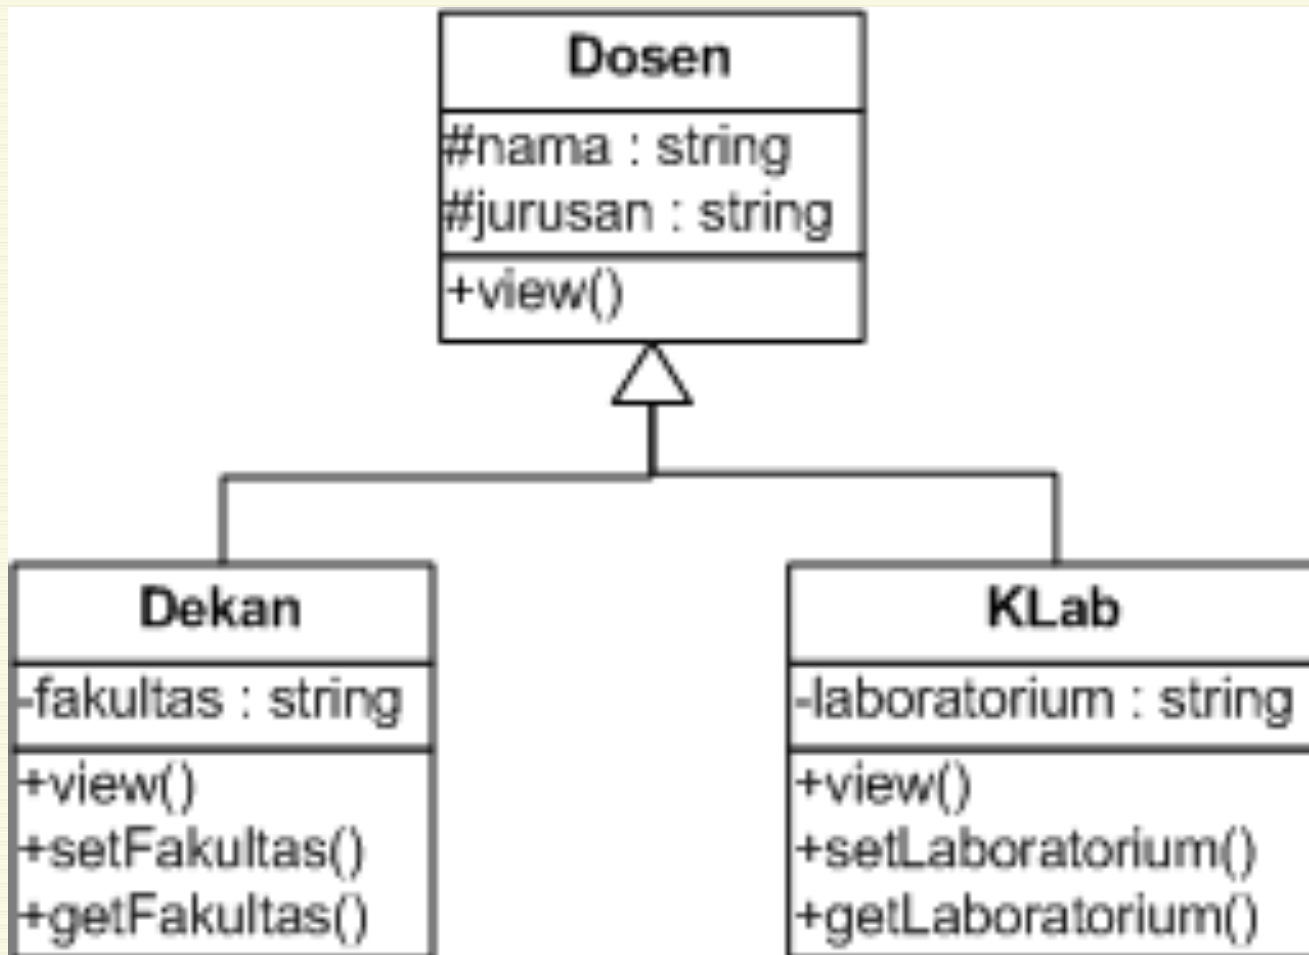 Dosen
#nama : string
#jurusan : string
+view()
Dekan
-fakultas : string
+view()
+setFakultas()
+getFakultas()
KLab
-laboratorium : string
+view()
+setLaboratorium()
+getLaboratorium()